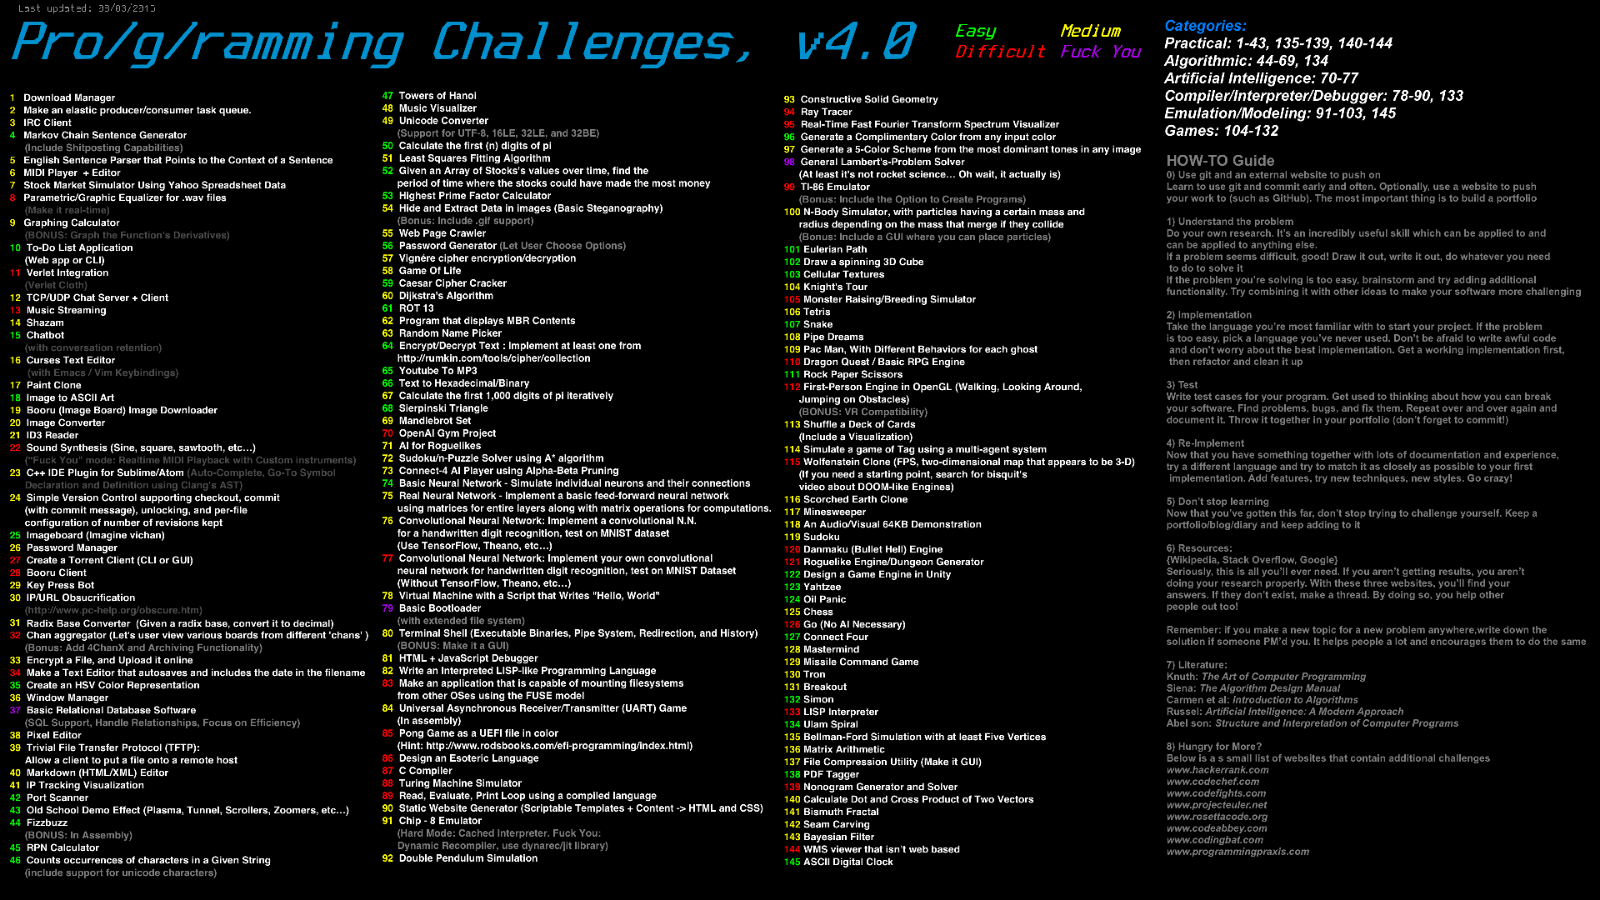 Last updated: 08/03/2015
Pro/g/ramming Challenges, v4.0
Easy Medium
Difficult Fuck You
1 Download Manager
2 Make an elastic producer/consumer task queue.
3 IRC Client
4 Markov Chain Sentence Generator
(Include Shitposting Capabilities)
5 English Sentence Parser that Points to the Context of a Sentence
6 MIDI Player + Editor
7 Stock Market Simulator Using Yahoo Spreadsheet Data
8 Parametric/Graphic Equalizer for .wav files
(Make it real-time)
9 Graphing Calculator
(BONUS: Graph the Function's Derivatives)
10 To-Do List Application
(Web app or CLI)
11 Verlet Integration
(Verlet Cloth)
12 TCP/UDP Chat Server + Client
13 Music Streaming
14 Shazam
15 Chatbot
(with conversation retention)
16 Curses Text Editor
(with Emacs / Vim Keybindings)
17 Paint Clone
18 Image to ASCII Art
19 Booru (Image Board) Image Downloader
20 Image Converter
21 ID3 Reader
22 Sound Synthesis (Sine, square, sawtooth, etc...)
("Fuck You" mode: Realtime MIDI Playback with Custom instruments)
23 C++ IDE Plugin for Sublime/Atom (Auto-Complete, Go-To Symbol
Declaration and Definition using Clang's AST)
24 Simple Version Control supporting checkout, commit
(with commit message), unlocking, and per-file
configuration of number of revisions kept
25 Imageboard (Imagine vichan)
26 Password Manager
27 Create a Torrent Client (CLI or GUI)
28 Booru Client
29 Key Press Bot
30 IP/URL Obsucrification
(http://www.pc-help.org/obscure.htm)
31 Radix Base Converter (Given a radix base, convert it to decimal)
32 Chan aggregator (Let's user view various boards from different 'chans' )
(Bonus: Add 4ChanX and Archiving Functionality)
33 Encrypt a File, and Upload it online
34 Make a Text Editor that autosaves and includes the date in the filename
35 Create an HSV Color Representation
36 Window Manager
37 Basic Relational Database Software
(SQL Support, Handle Relationships, Focus on Efficiency)
38 Pixel Editor
39 Trivial File Transfer Protocol (TFTP):
Allow a client to put a file onto a remote host
40 Markdown (HTML/XML) Editor
41 IP Tracking Visualization
42 Port Scanner
43 Old School Demo Effect (Plasma, Tunnel, Scrollers, Zoomers, etc...)
44 Fizzbuzz
(BONUS: In Assembly)
45 RPN Calculator
46 Counts occurrences of characters in a Given String
(include support for unicode characters)
47 Towers of Hanoi
48 Music Visualizer
49 Unicode Converter
(Support for UTF-8, 16LE, 32LE, and 32BE)
50 Calculate the first (n) digits of pi
51 Least Squares Fitting Algorithm
52 Given an Array of Stocks's values over time, find the
period of time where the stocks could have made the most money
53 Highest Prime Factor Calculator
54 Hide and Extract Data in images (Basic Steganography)
(Bonus: Include .gif support)
55 Web Page Crawler
56 Password Generator (Let User Choose Options)
57 Vignére cipher encryption/decryption
58 Game Of Life
59 Caesar Cipher Cracker
60 Dijkstra's Algorithm
61 ROT 13
62 Program that displays MBR Contents
63 Random Name Picker
64 Encrypt/Decrypt Text : Implement at least one from
http://rumkin.com/tools/cipher/collection
65 Youtube To MP3
66 Text to Hexadecimal/Binary
67 Calculate the first 1,000 digits of pi iteratively
68 Sierpinski Triangle
69 Mandlebrot Set
70 OpenAI Gym Project
71 AI for Roguelikes
72 Sudoku/n-Puzzle Solver using A* algorithm
73 Connect-4 AI Player using Alpha-Beta Pruning
74 Basic Neural Network - Simulate individual neurons and their connections
75 Real Neural Network - Implement a basic feed-forward neural network
using matrices for entire layers along with matrix operations for computations.
76 Convolutional Neural Network: Implement a convolutional N.N.
for a handwritten digit recognition, test on MNIST dataset
(Use TensorFlow, Theano, etc...)
77 Convolutional Neural Network: Implement your own convolutional
neural network for handwritten digit recognition, test on MNIST Dataset
(Without TensorFlow, Theano, etc...)
78 Virtual Machine with a Script that Writes "Hello, World"
79 Basic Bootloader
(with extended file system)
80 Terminal Shell (Executable Binaries, Pipe System, Redirection, and History)
(BONUS: Make it a GUI)
81 HTML + JavaScript Debugger
82 Write an Interpreted LISP-like Programming Language
83 Make an application that is capable of mounting filesystems
from other OSes using the FUSE model
84 Universal Asynchronous Receiver/Transmitter (UART) Game
(In assembly)
85 Pong Game as a UEFI file in color
(Hint: http://www.rodsbooks.com/efi-programming/index.html)
86 Design an Esoteric Language
87 C Compiler
88 Turing Machine Simulator
89 Read, Evaluate, Print Loop using a compiled language
90 Static Website Generator (Scriptable Templates + Content -> HTML and CSS)
91 Chip - 8 Emulator
(Hard Mode: Cached Interpreter. Fuck You:
Dynamic Recompiler, use dynarec/jit library)
92 Double Pendulum Simulation
93 Constructive Solid Geometry
94 Ray Tracer
95 Real-Time Fast Fourier Transform Spectrum Visualizer
96 Generate a Complimentary Color from any input color
97 Generate a 5-Color Scheme from the most dominant tones in any image
98 General Lambert's-Problem Solver
(At least it's not rocket science... Oh wait, it actually is)
99 TI-86 Emulator
(Bonus: Include the Option to Create Programs)
100 N-Body Simulator, with particles having a certain mass and
radius depending on the mass that merge if they collide
(Bonus: Include a GUI where you can place particles)
101 Eulerian Path
102 Draw a spinning 3D Cube
103 Cellular Textures
104 Knight's Tour
105 Monster Raising/Breeding Simulator
106 Tetris
107 Snake
108 Pipe Dreams
109 Pac Man, With Different Behaviors for each ghost
110 Dragon Quest / Basic RPG Engine
111 Rock Paper Scissors
112 First-Person Engine in OpenGL (Walking, Looking Around,
Jumping on Obstacles)
(BONUS: VR Compatibility)
113 Shuffle a Deck of Cards
(Include a Visualization)
114 Simulate a game of Tag using a multi-agent system
115 Wolfenstein Clone (FPS, two-dimensional map that appears to be 3-D)
(If you need a starting point, search for bisquit's
video about DOOM-like Engines)
116 Scorched Earth Clone
117 Minesweeper
118 An Audio/Visual 64KB Demonstration
119 Sudoku
120 Danmaku (Bullet Hell) Engine
121 Roguelike Engine/Dungeon Generator
122 Design a Game Engine in Unity
123 Yahtzee
124 Oil Panic
125 Chess
126 Go (No AI Necessary)
127 Connect Four
128 Mastermind
129 Missile Command Game
130 Tron
131 Breakout
132 Simon
133 LISP Interpreter
134 Ulam Spiral
135 Bellman-Ford Simulation with at least Five Vertices
136 Matrix Arithmetic
137 File Compression Utility (Make it GUI)
138 PDF Tagger
139 Nonogram Generator and Solver
140 Calculate Dot and Cross Product of Two Vectors
141 Bismuth Fractal
142 Seam Carving
143 Bayesian Filter
144 WMS viewer that isn't web based
145 ASCII Digital Clock
Categories:
Practical: 1-43, 135-139, 140-144
Algorithmic: 44-69, 134
Artificial Intelligence: 70-77
Compiler/Interpreter/Debugger: 78-90, 133
Emulation/Modeling: 91-103, 145
Games: 104-132
HOW-TO Guide
0) Use git and an external website to push on
Learn to use git and commit early and often. Optionally, use a website to push
your work to (such as GitHub). The most important thing is to build a portfolio
1) Understand the problem
Do your own research. It's an incredibly useful skill which can be applied to and
can be applied to anything else.
If a problem seems difficult, good! Draw it out, write it out, do whatever you need
to do to solve it
If the problem you're solving is too easy, brainstorm and try adding additional
functionality. Try combining it with other ideas to make your software more challenging
2) Implementation
Take the language you're most familiar with to start your project. If the problem
is too easy, pick a language you've never used. Don't be afraid to write awful code
and don't worry about the best implementation. Get a working implementation first,
then refactor and clean it up
3) Test
Write test cases for your program. Get used to thinking about how you can break
your software. Find problems, bugs, and fix them. Repeat over and over again and
document it. Throw it together in your portfolio (don't forget to commit!)
4) Re-Implement
Now that you have something together with lots of documentation and experience,
try a different language and try to match it as closely as possible to your first
implementation. Add features, try new techniques, new styles. Go crazy!
5) Don't stop learning
Now that you've gotten this far, don't stop trying to challenge yourself. Keep a
portfolio/blog/diary and keep adding to it
6) Resources:
{Wikipedia, Stack Overflow, Google}
Seriously, this is all you'll ever need. If you aren't getting results, you aren't
doing your research properly. With these three websites, you'll find your
answers. If they don't exist, make a thread. By doing so, you help other
people out too!
Remember: if you make a new topic for a new problem anywhere,write down the
solution if someone PM'd you. It helps people a lot and encourages them to do the same
7) Literature:
Knuth: The Art of Computer Programming
Siena: The Algorithm Design Manual
Carmen et al: Introduction to Algorithms
Russel: Artificial Intelligence: A Modern Approach
Abel son: Structure and Interpretation of Computer Programs
8) Hungry for More?
Below is a s small list of websites that contain additional challenges
www.hackerrank.com
www.codechef.com
www.codefights.com
www.projecteuler.net
www.rosettacode.org
www.codeabbey.com
www.codingbat.com
www.programmingpraxis.com